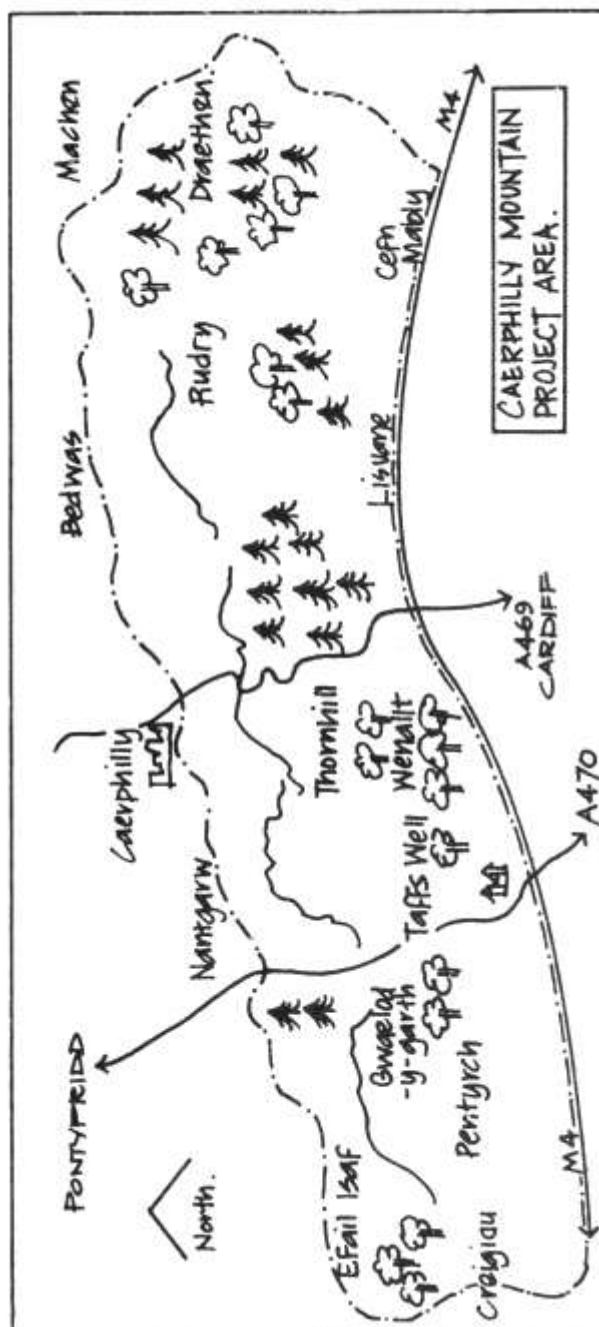 PONTYPRIDD
North.
Caerphilly
Bedwas
Machen
Nantgarw
Efail Isaf
Gwaelod
-y-garth
Pentyrch
Creigiau
Taffs Well
Thornhill
Wenallt
Rudry
Draethen
Lisvane
Cefn
Mably
M4
M4
A470
A469
CARDIFF
CAERPHILLY MOUNTAIN
PROJECT AREA.